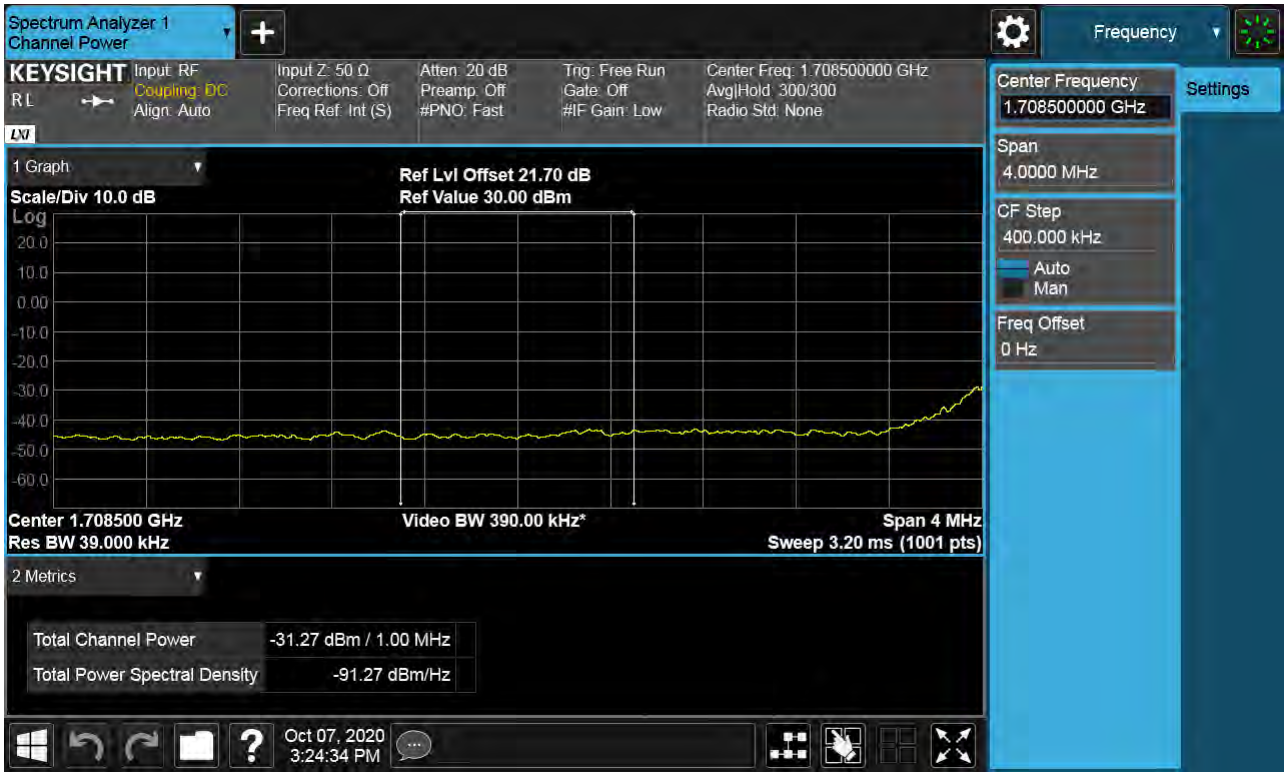 Spectrum Analyzer 1
Channel Power
+
Frequency
KEYSIGHT
RL
LXI
Input: RF
Coupling: DC
Align: Auto
Input Z: 50 Ω
Corrections: Off
Freq Ref: Int (S)
Atten: 20 dB
Preamp: Off
#PNO: Fast
Trig: Free Run
Gate: Off
#IF Gain: Low
Center Freq: 1.708500000 GHz
Avg|Hold: 300/300
Radio Std: None
Center Frequency
1.708500000 GHz
Settings
Span
4.0000 MHz
CF Step
400.000 kHz
Auto
Man
Freq Offset
0 Hz
1 Graph
Scale/Div 10.0 dB
Ref Lvl Offset 21.70 dB
Ref Value 30.00 dBm
Log
20.0
10.0
0.00
-10.0
-20.0
-30.0
-40.0
-50.0
-60.0
Center 1.708500 GHz
Res BW 39.000 kHz
Video BW 390.00 kHz*
Span 4 MHz
Sweep 3.20 ms (1001 pts)
2 Metrics
Total Channel Power -31.27 dBm / 1.00 MHz
Total Power Spectral Density -91.27 dBm/Hz
?
Oct 07, 2020
3:24:34 PM